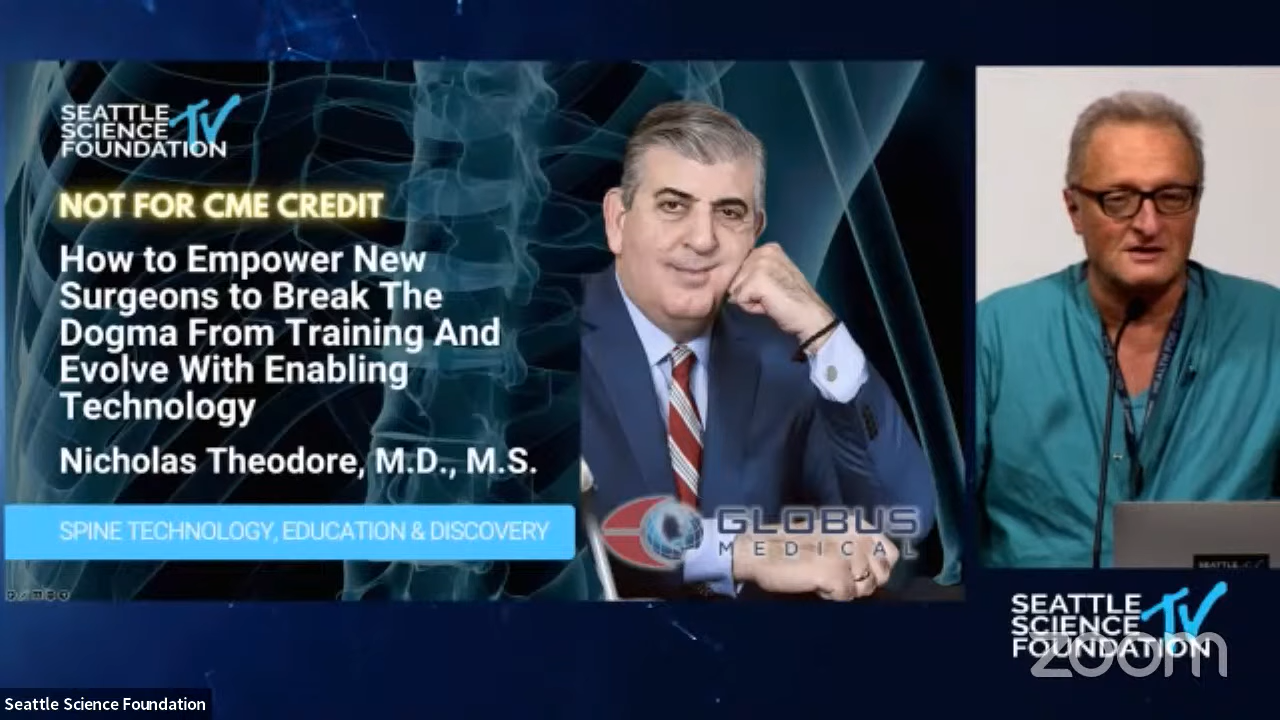 SEATTLE
SCIENCE TV
FOUNDATION
NOT FOR CME CREDIT
How to Empower New
Surgeons to Break The
Dogma From Training And
Evolve With Enabling
Technology
Nicholas Theodore, M.D., M.S.
SPINE TECHNOLOGY, EDUCATION & DISCOVERY
GLOBUS
MEDICAL
SEATTLE
SEATTLE
SCIENCE TV
FOUNDATION
zoom
Seattle Science Foundation